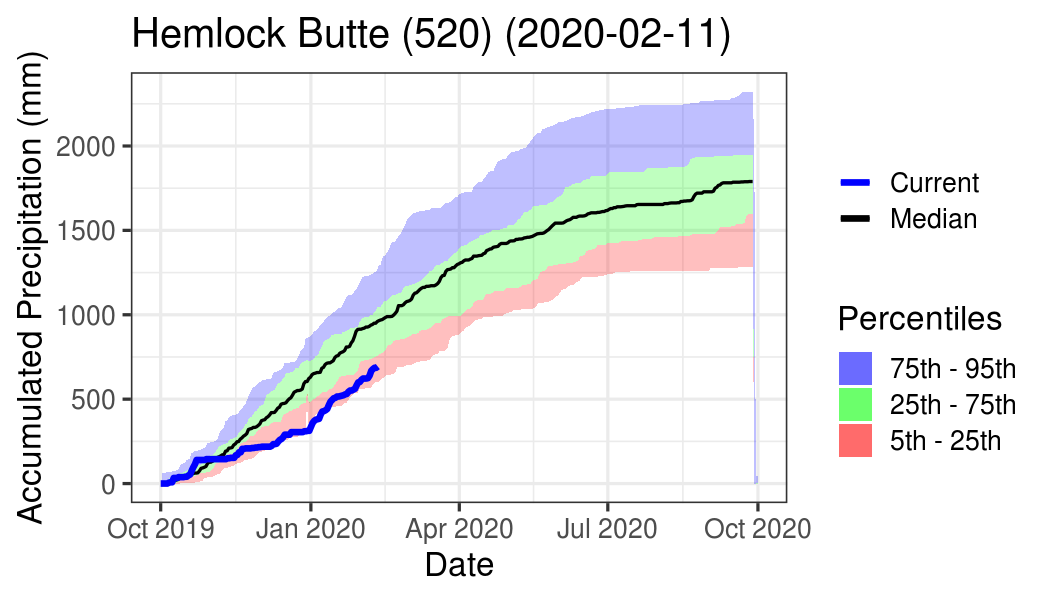 Hemlock Butte (520) (2020-02-11)
Accumulated Precipitation (mm)
2000
1500
1000
500
0
Oct 2019 Jan 2020 Apr 2020 Jul 2020 Oct 2020
Date
Current
Median
Percentiles
75th - 95th
25th - 75th
5th - 25th